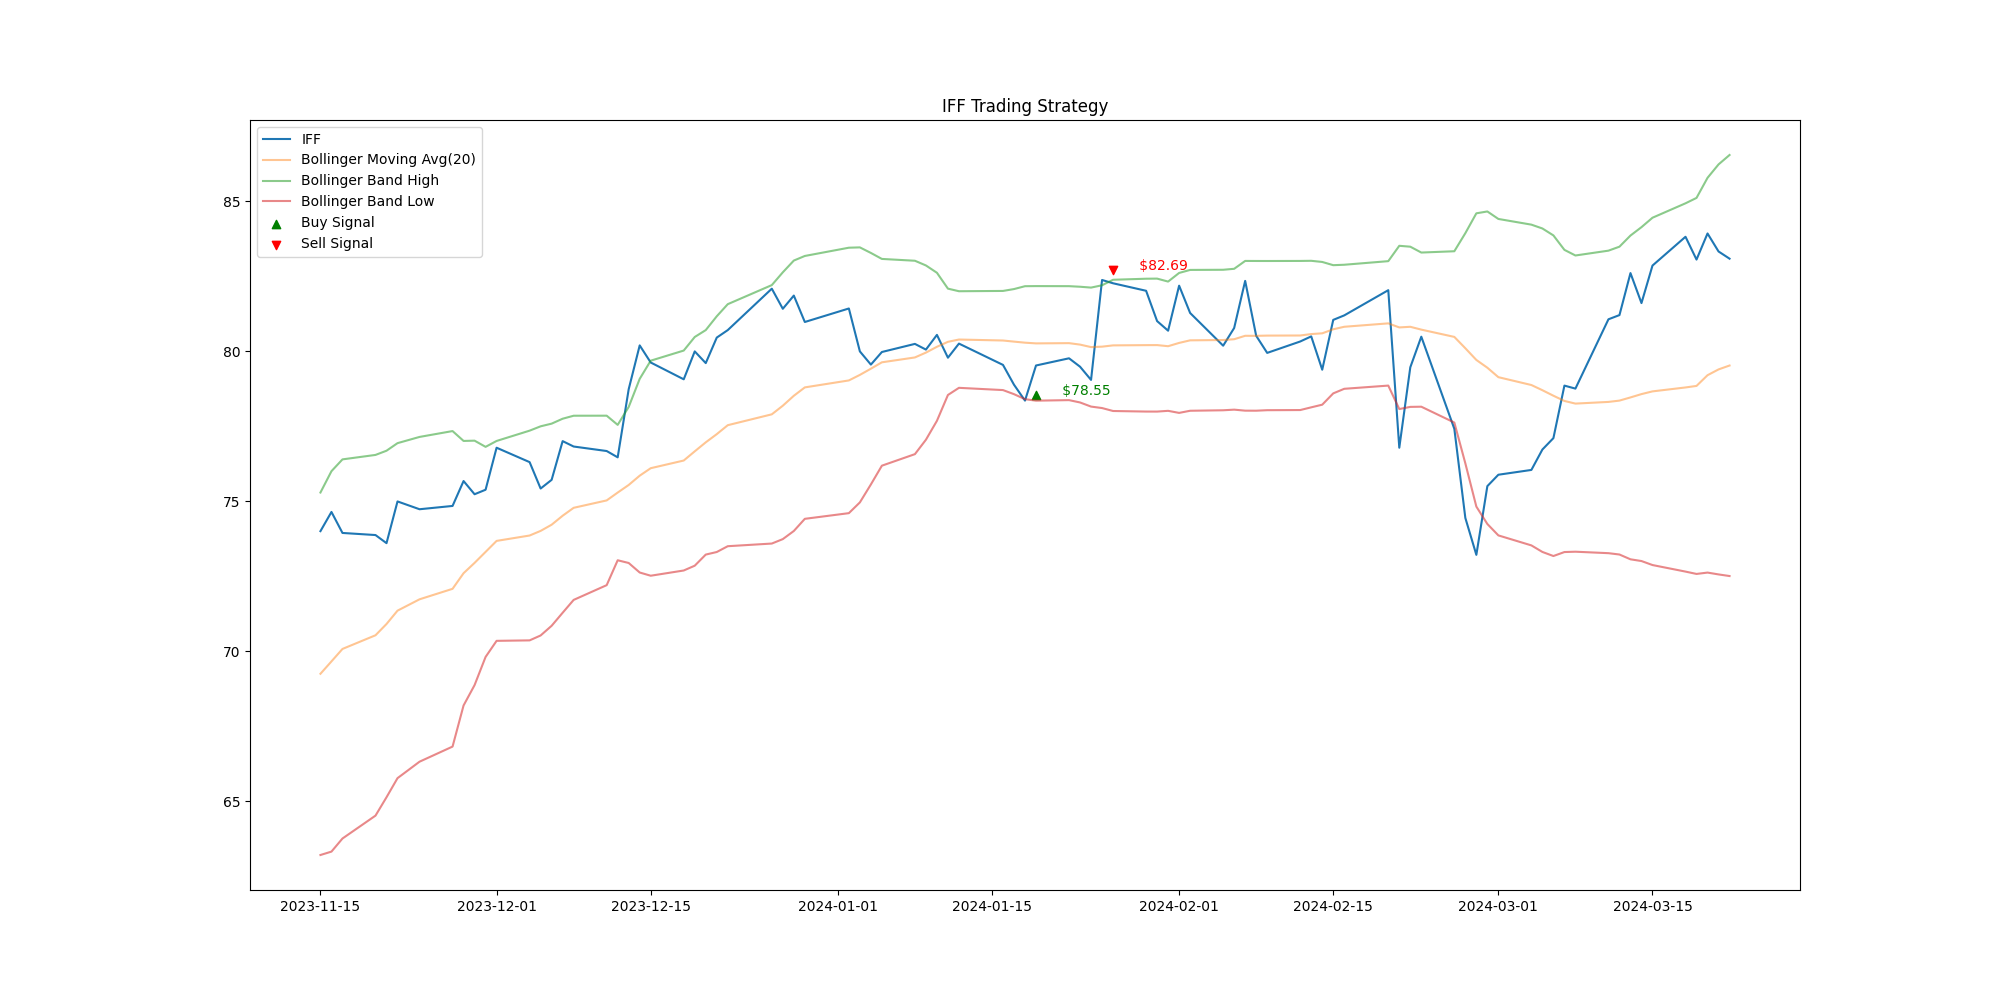 IFF Trading Strategy
IFF
Bollinger Moving Avg(20)
Bollinger Band High
Bollinger Band Low
Buy Signal
Sell Signal
85
80
75
70
65
$82.69
$78.55
2023-11-15
2023-12-01
2023-12-15
2024-01-01
2024-01-15
2024-02-01
2024-02-15
2024-03-01
2024-03-15